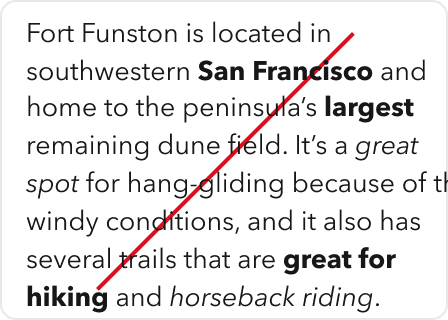 Fort Funston is located in
southwestern San Francisco and
home to the peninsula’s largest
remaining dune field. It’s a great
spot for hang-gliding because of th
windy conditions, and it also has
several trails that are great for
hiking and horseback riding.